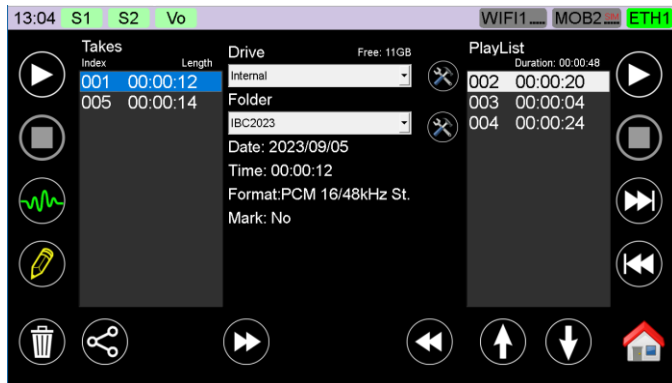 13:04 S1 S2 Vo WIFI1 MOB2 SIM ETH1
Takes
Index Length
001 00:00:12
005 00:00:14
Drive Free: 11GB
Internal
Folder
IBC2023
Date: 2023/09/05
Time: 00:00:12
Format:PCM 16/48kHz St.
Mark: No
PlayList
Duration: 00:00:48
002 00:00:20
003 00:00:04
004 00:00:24